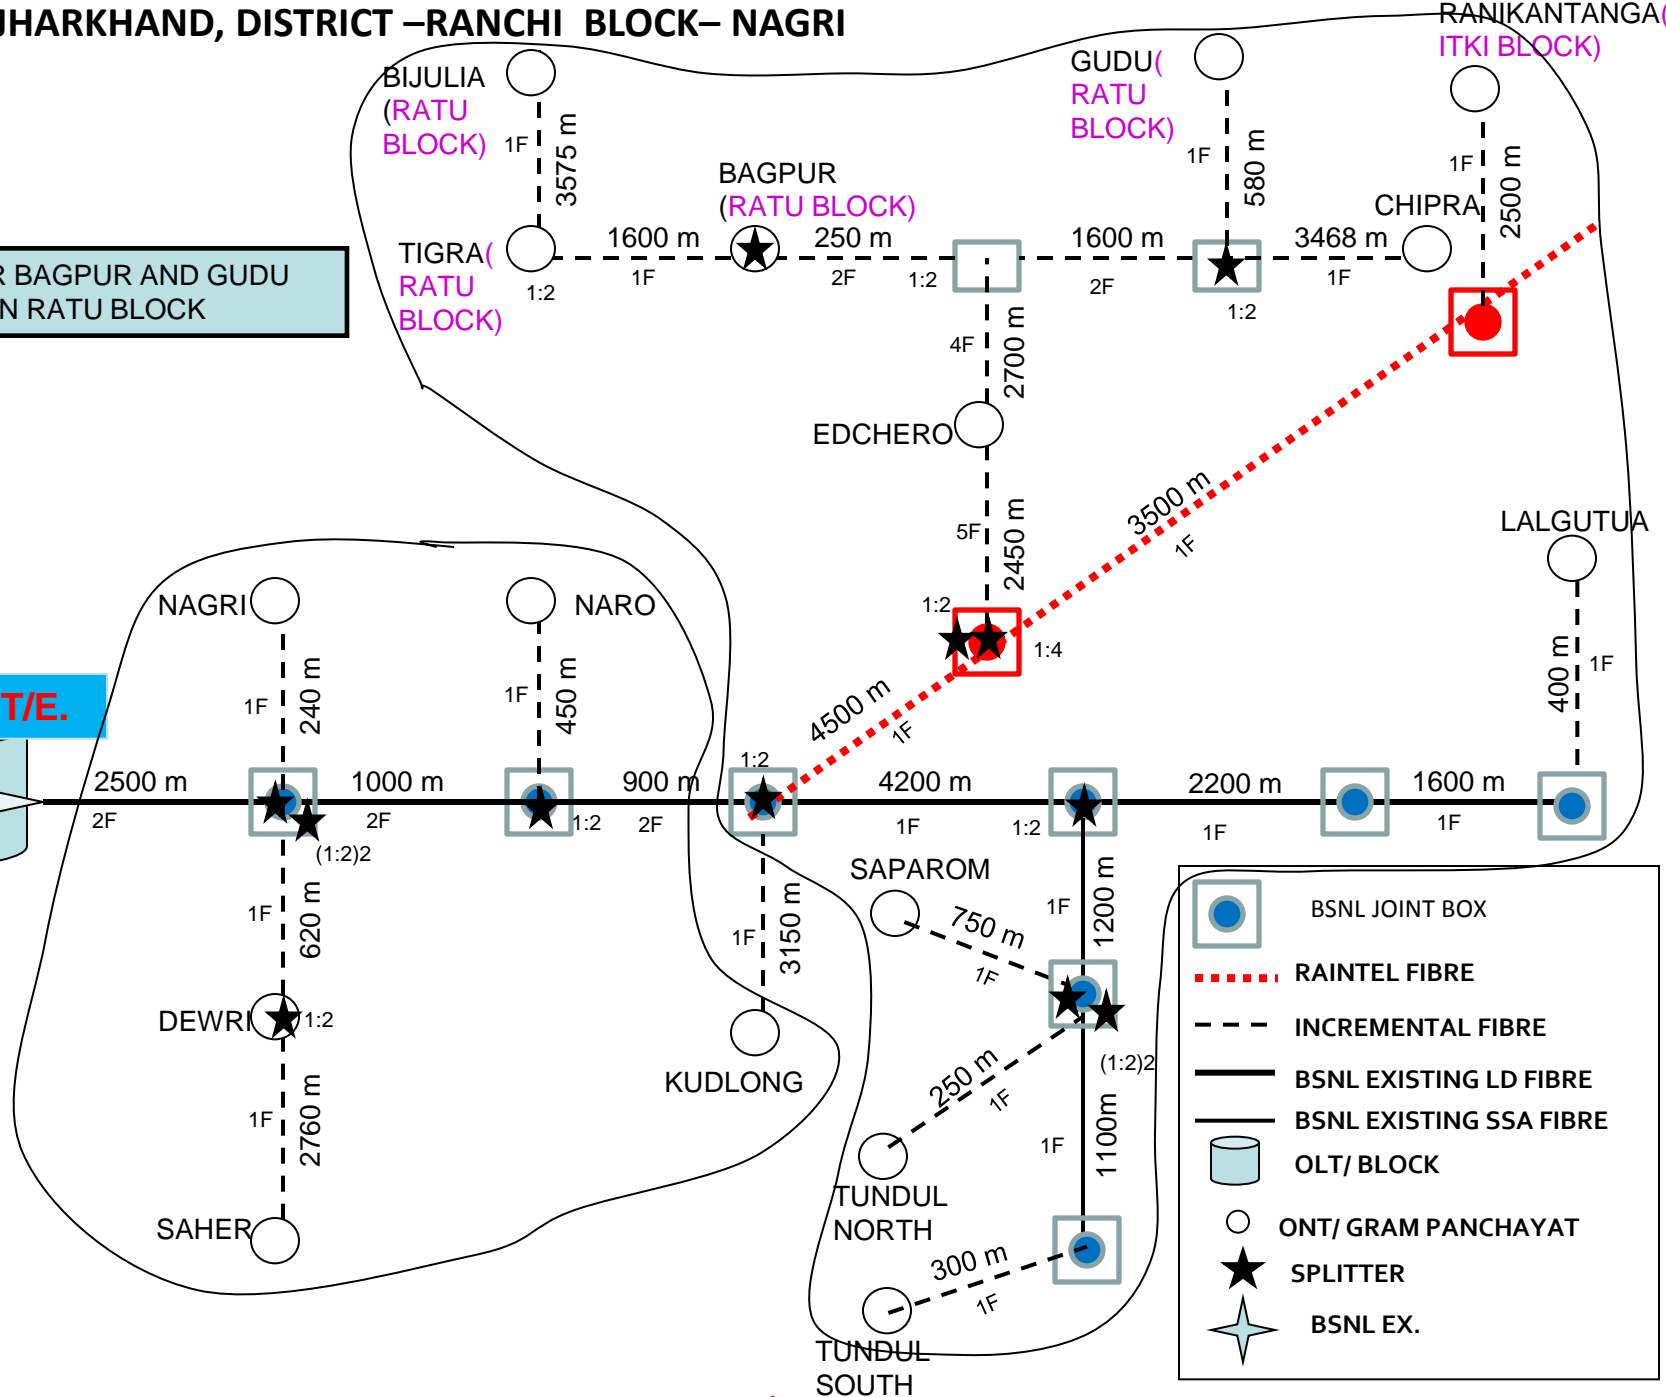 JHARKHAND, DISTRICT –RANCHI BLOCK– NAGRI
RANIKANTANGA(
ITKI BLOCK)
BIJULIA
(RATU
BLOCK)
1F
3575 m
GUDU(
RATU
BLOCK)
1F
580 m
1F
2500 m
BAGPUR
(RATU BLOCK)
CHIPRA
TIGRA(
RATU
BLOCK)
1:2
1600 m
1F
250 m
2F
1:2
1600 m
2F
1:2
3468 m
1F
R BAGPUR AND GUDU
N RATU BLOCK
4F
2700 m
EDCHERO
5F
2450 m
3500 m
1F
LALGUTUA
1F
400 m
NAGRI
NARO
1:2
1:4
1F
240 m
1F
450 m
4500 m
1F
T/E.
2500 m
2F
1000 m
2F
(1:2)2
900 m
2F
1:2
1:2
4200 m
1F
1:2
2200 m
1F
1600 m
1F
1F
620 m
1F
3150 m
SAPAROM
750 m
1F
1F
1200 m
DEWRI
1:2
KUDLONG
250 m
1F
(1:2)2
1F
2760 m
1F
1100m
TUNDUL
NORTH
SAHER
300 m
1F
TUNDUL
SOUTH
BSNL JOINT BOX
RAINTEL FIBRE
INCREMENTAL FIBRE
BSNL EXISTING LD FIBRE
BSNL EXISTING SSA FIBRE
OLT/ BLOCK
ONT/ GRAM PANCHAYAT
SPLITTER
BSNL EX.